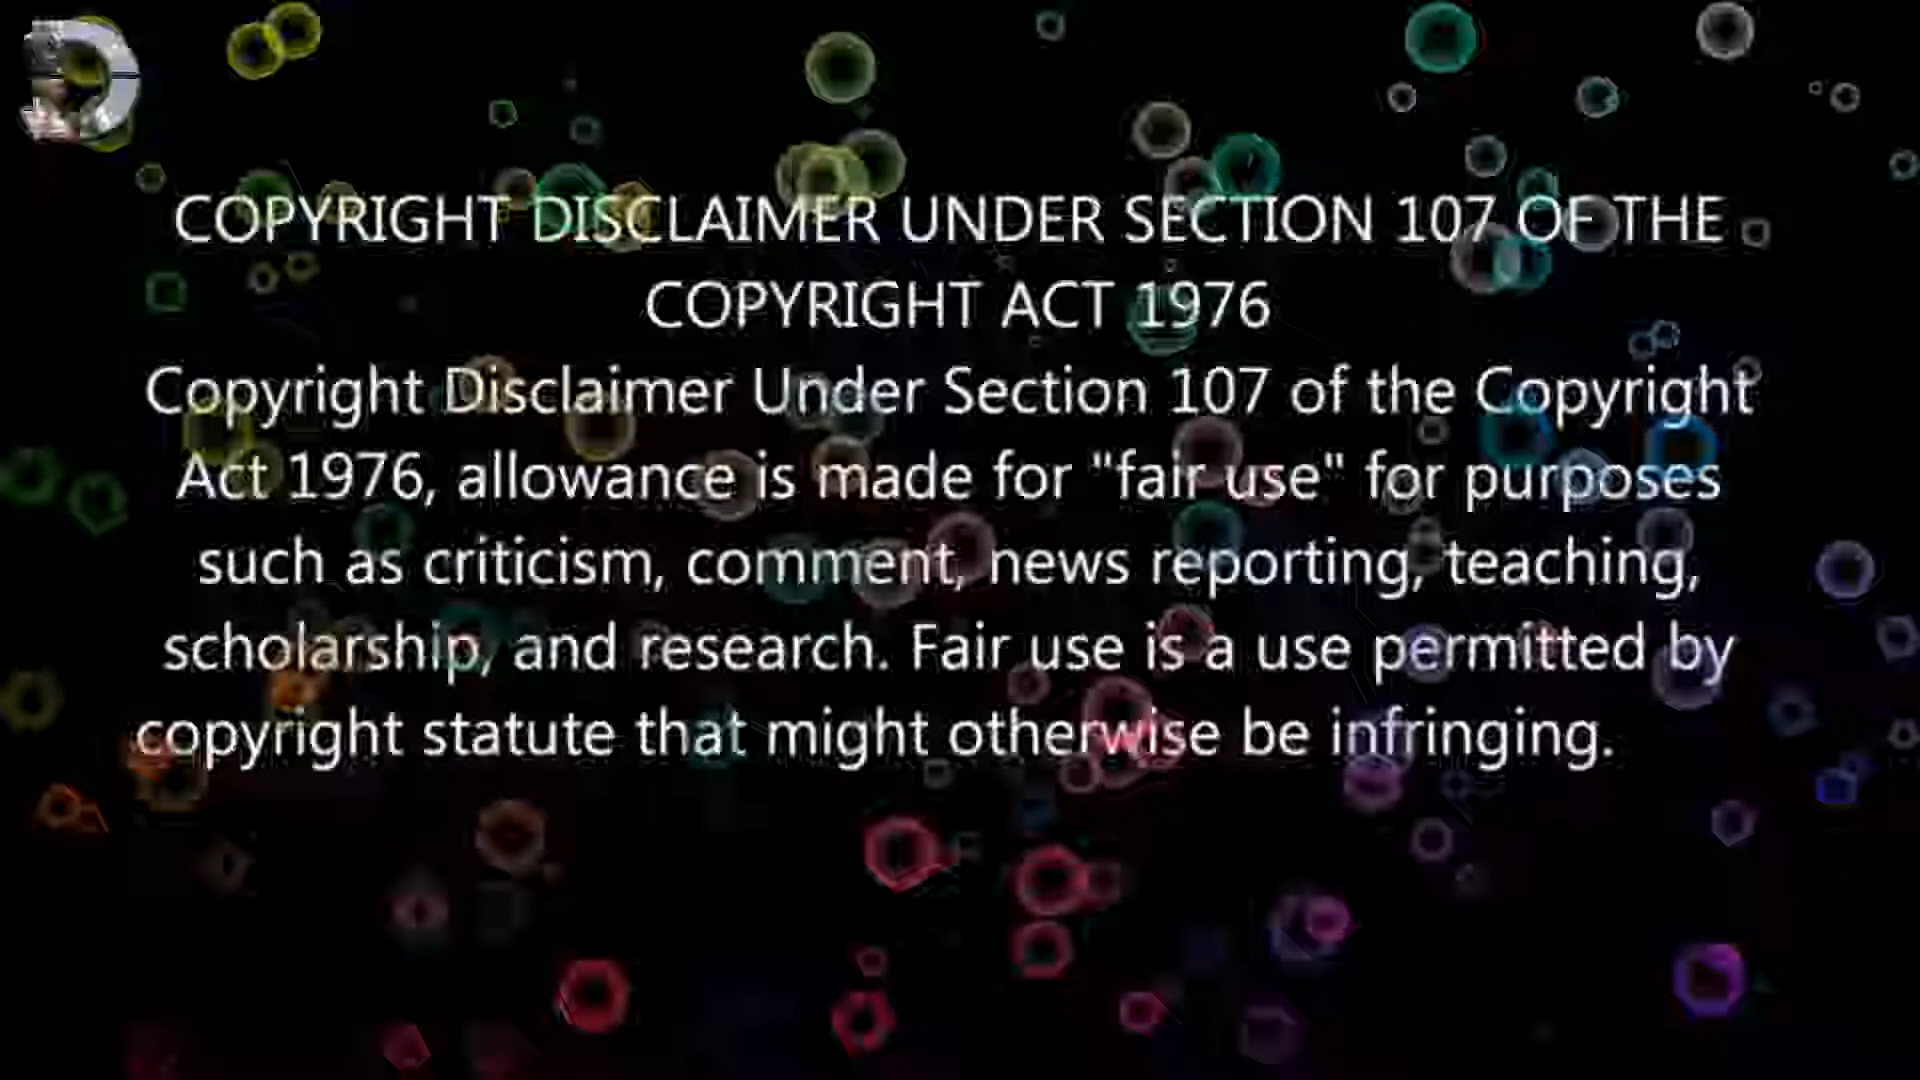 COPYRIGHT DISCLAIMER UNDER SECTION 107 OF THE
COPYRIGHT ACT 1976
Copyright Disclaimer Under Section 107 of the Copyright
Act 1976, allowance is made for "fair use" for purposes
such as criticism, comment, news reporting, teaching,
scholarship, and research. Fair use is a use permitted by
copyright statute that might otherwise be infringing.